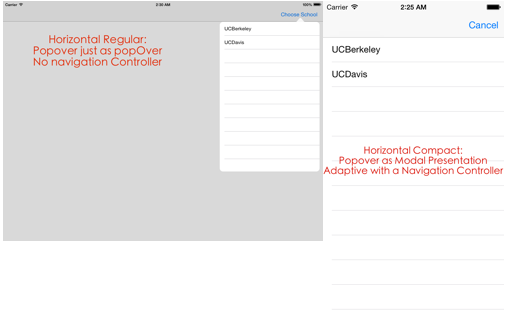 Carrier
2:30 AM
100%
Choose School
UCBerkeley
UCDavis
Horizontal Regular:
Popover just as popOver
No navigation Controller
Carrier
2:25 AM
Cancel
UCBerkeley
UCDavis
Horizontal Compact:
Popover as Modal Presentation
Adaptive with a Navigation Controller